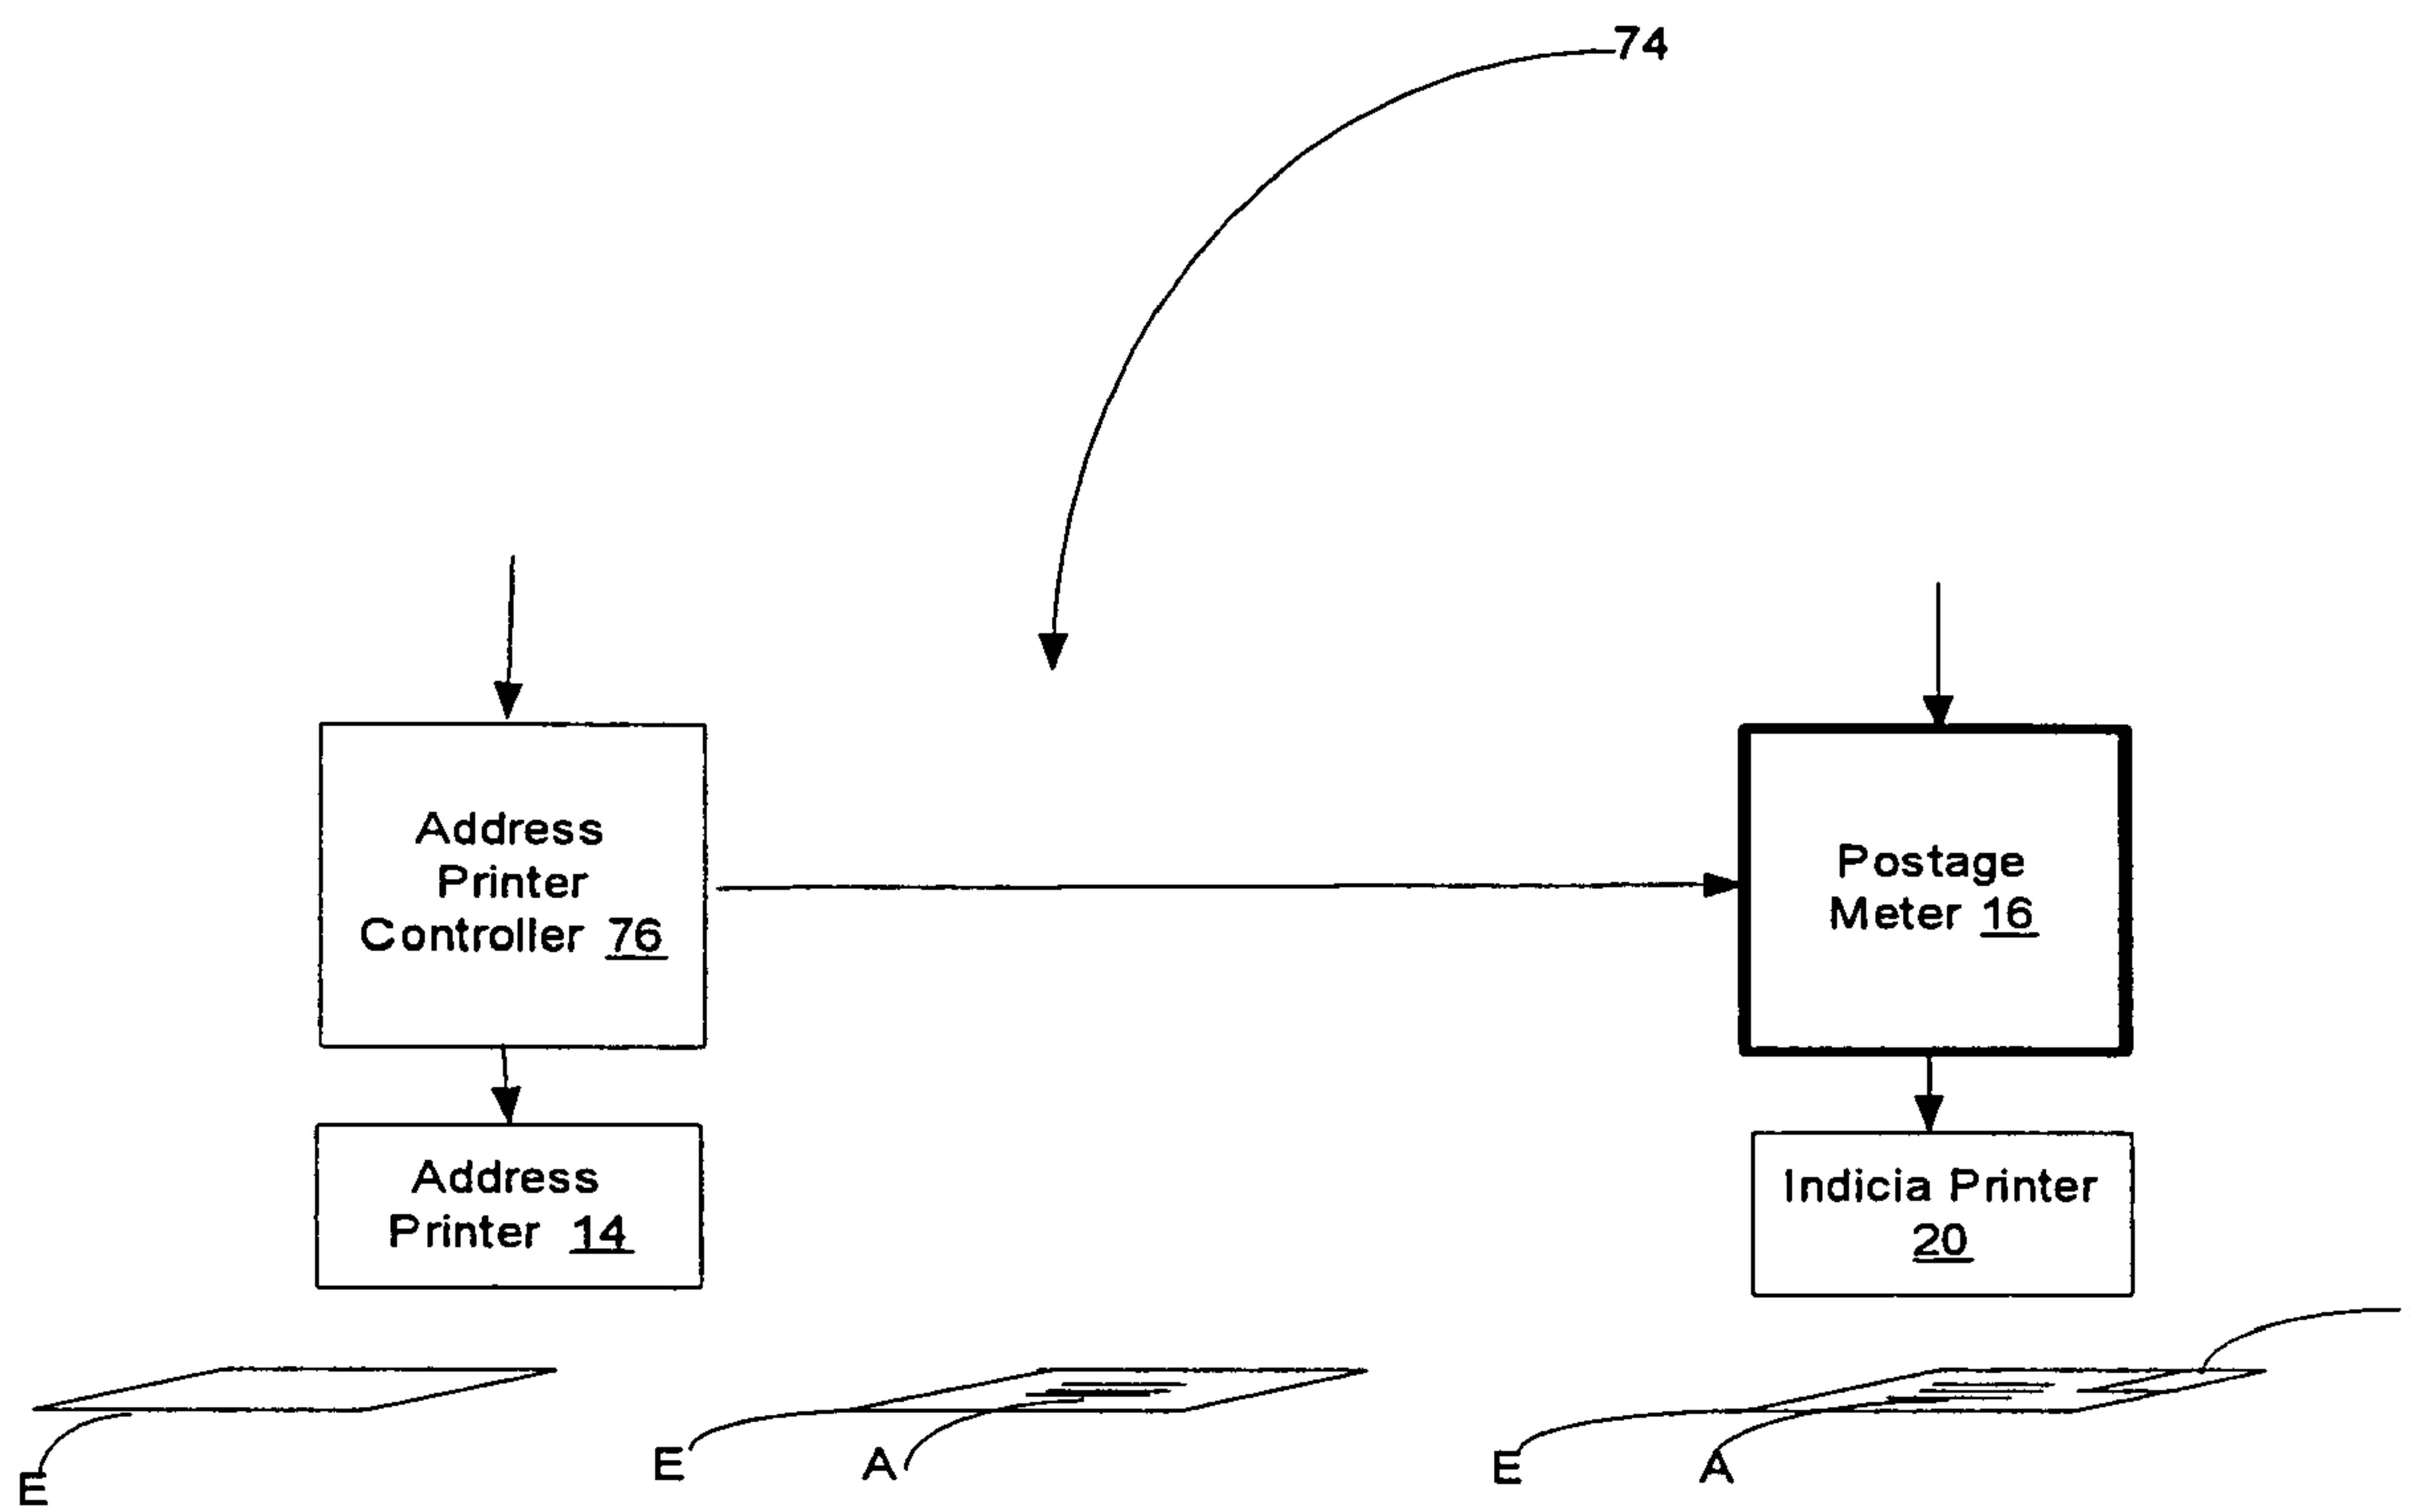 74
Address
Printer
Controller 76
Postage
Meter 16
Address
Printer 14
Indicia Printer
20
E
E
A
E
A